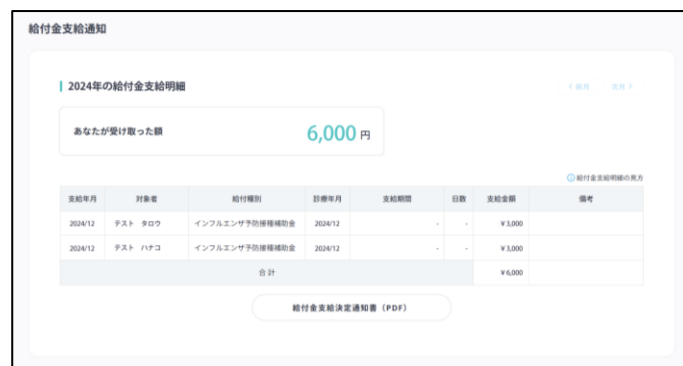 給付金支給通知
2024年の給付金支給明細
< 前月 次月 >
あなたが受け取った額 6,000 円
給付金支給明細の見方
支給年月 対象者 給付種別 診療年月 支給期間 日数 支給金額 備考
2024/12 テスト タロウ インフルエンザ予防接種補助金 2024/12 - - ¥3,000
2024/12 テスト ハナコ インフルエンザ予防接種補助金 2024/12 - - ¥3,000
合計 ¥6,000
給付金支給決定通知書（PDF）